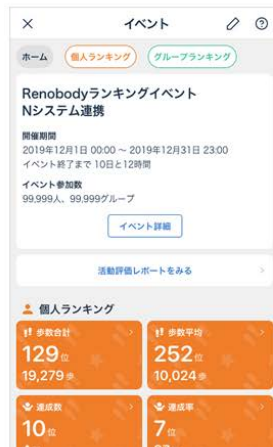 イベント
ホーム 個人ランキング グループランキング
Renobodyランキングイベント
Nシステム連携
開催期間
2019年12月1日 00:00 ~ 2019年12月31日 23:00
イベント終了まで 10日と12時間
イベント参加数
99,999人、99,999グループ
イベント詳細
活動評価レポートをみる
個人ランキング
歩数合計
129位
19,279歩
歩数平均
252位
10,024歩
達成数
10位
達成率
7位